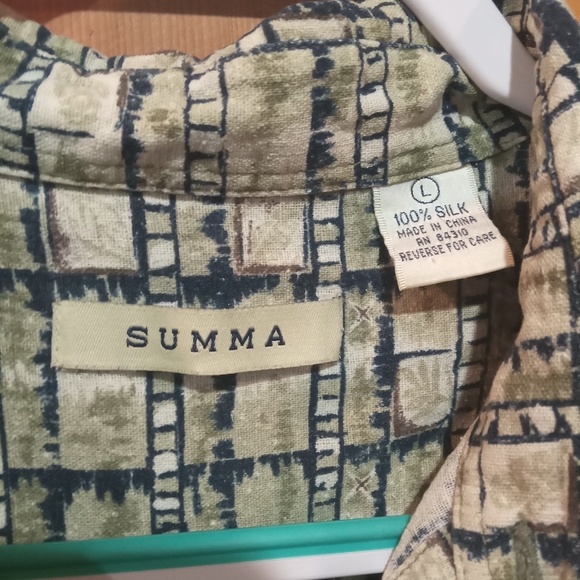 L
100% SILK
MADE IN CHINA
RN 84310
REVERSE FOR CARE
SUMMA